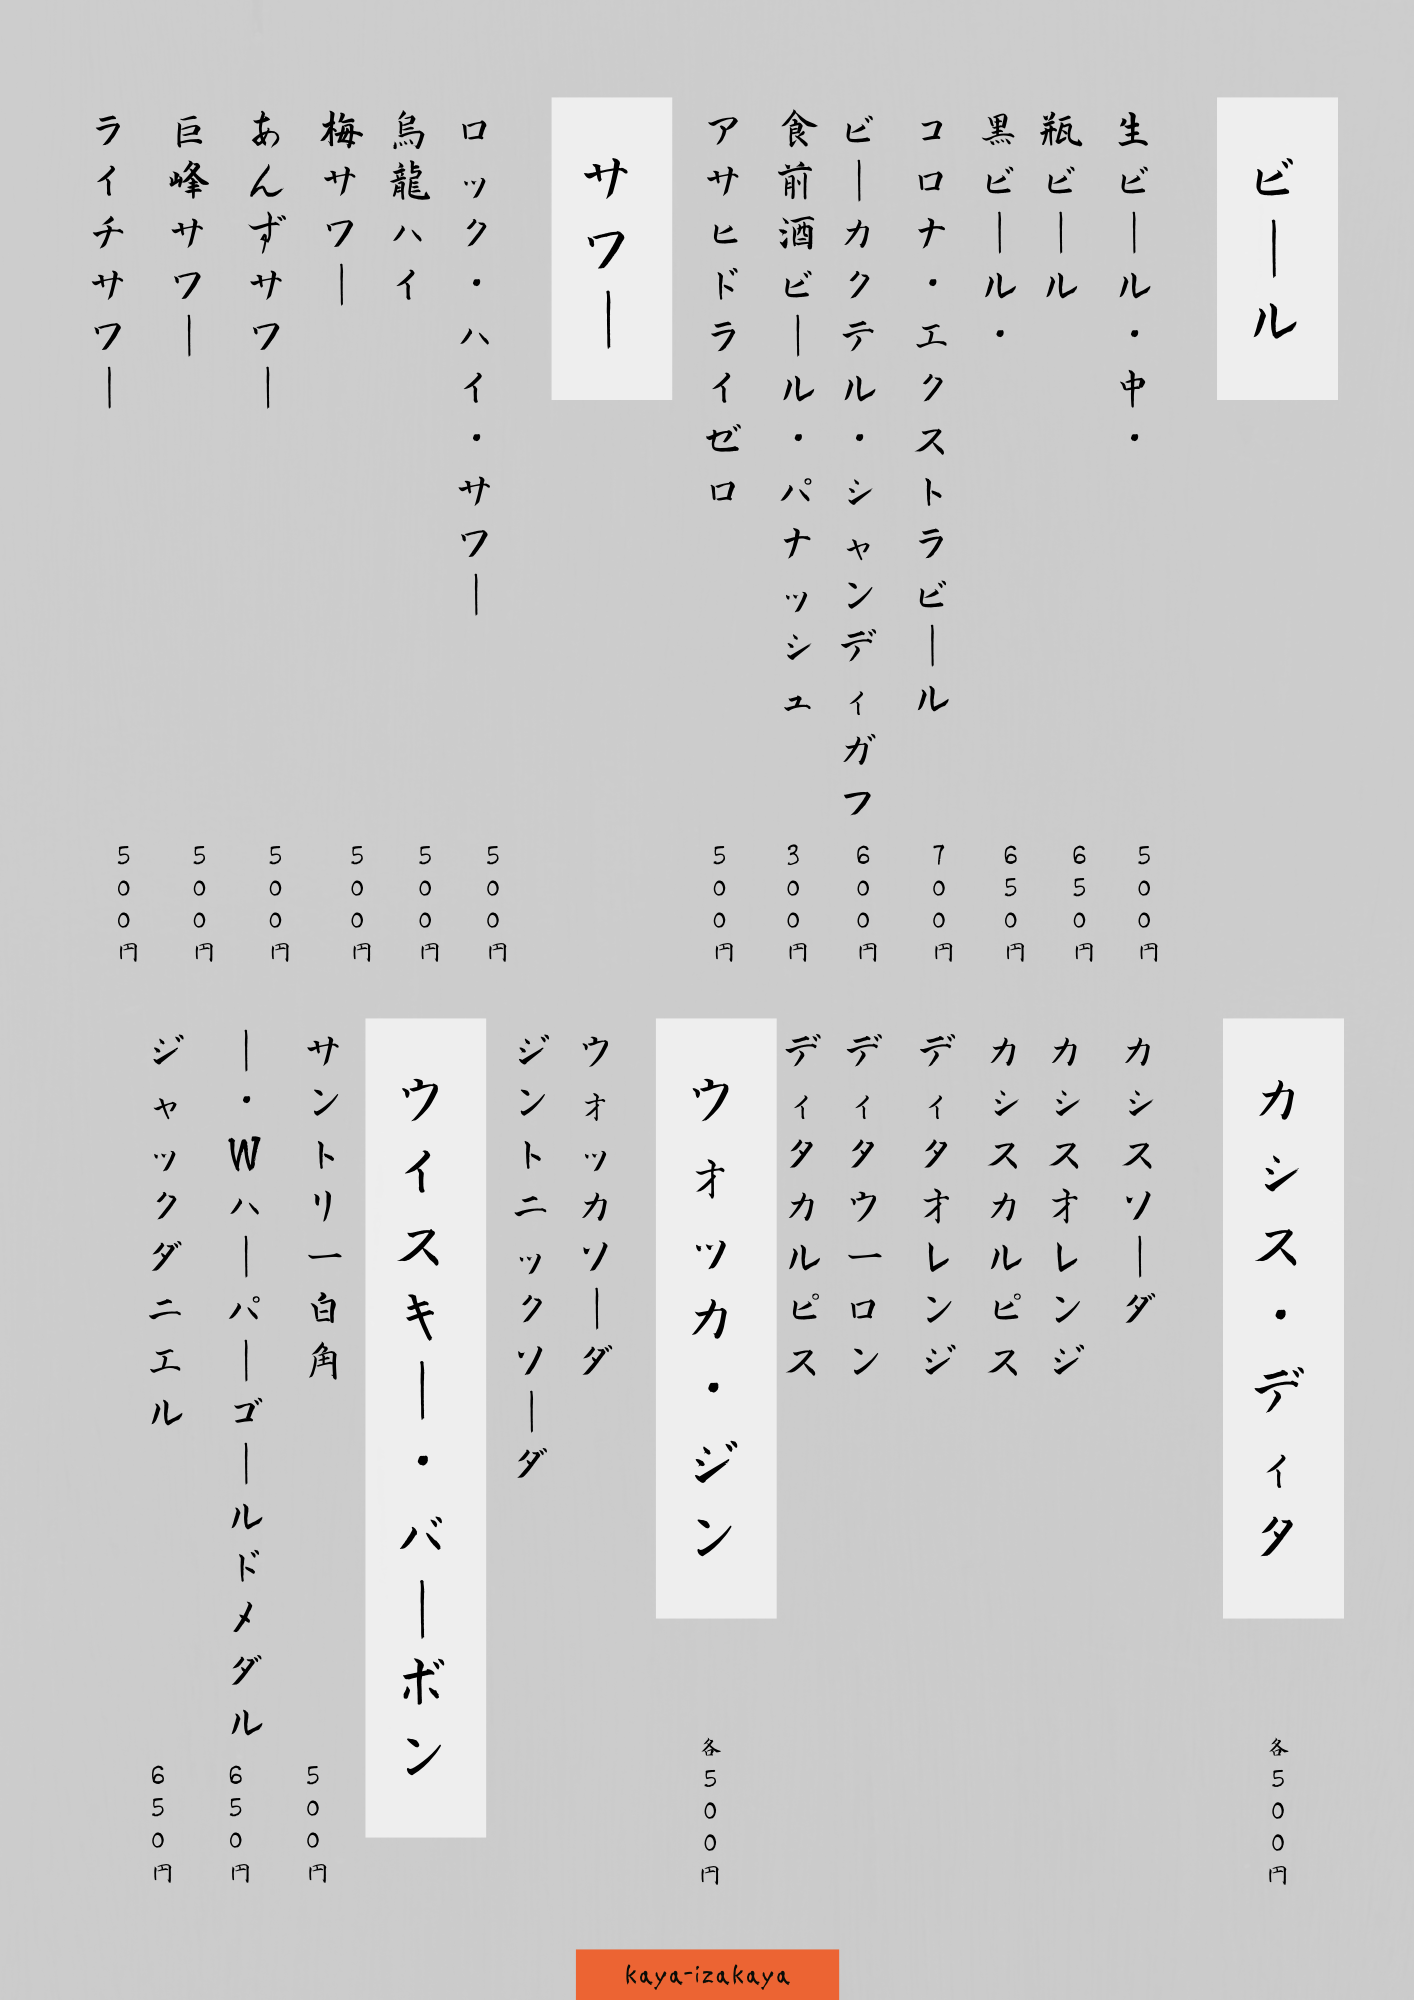 ビール
生ビール・中・
500円
瓶ビール
650円
黒ビール・
650円
コロナ・エクストラビール
700円
ビーカクテル・シャンディガフ
600円
食前酒ビール・パナッシュ
300円
アサヒドライゼロ
500円
サワー
ロック・ハイ・サワー
500円
烏龍ハイ
500円
梅サワー
500円
あんずサワー
500円
巨峰サワー
500円
ライチサワー
500円
カシス・ディタ
各500円
カシスソーダ
カシスオレンジ
カシスカルピス
ディタオレンジ
ディタウーロン
ディタカルピス
ウォッカ・ジン
各500円
ウォッカソーダ
ジントニックソーダ
ウイスキー・バーボン
サントリー白角
500円
ー・Wハーパーゴールドメダル
650円
ジャックダニエル
650円
kaya-izakaya